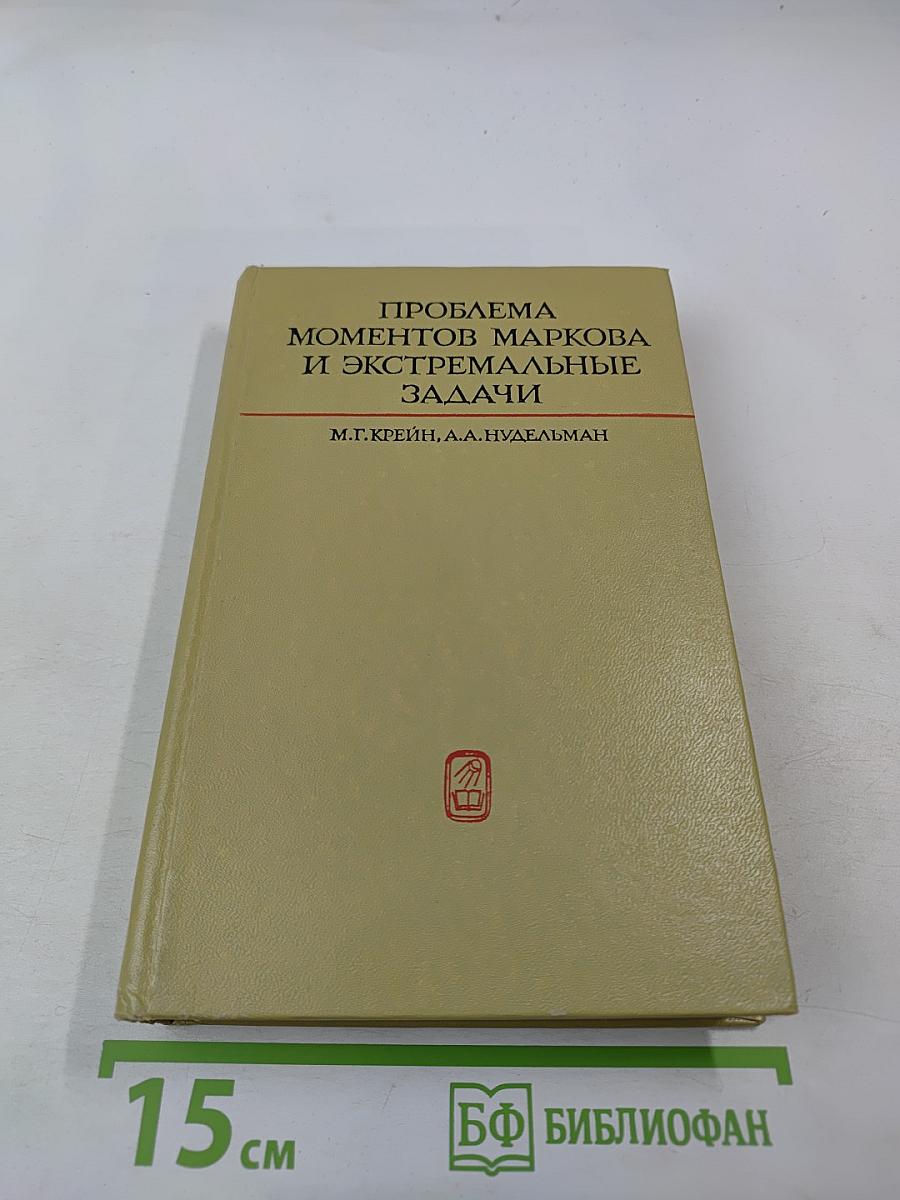 ПРОБЛЕМА
МОМЕНТОВ МАРКОВА
И ЭКСТРЕМАЛЬНЫЕ
ЗАДАЧИ
М.Г. КРЕЙН, А.А. НУДЕЛЬМАН
15 см
БФ БИБЛИОФАН